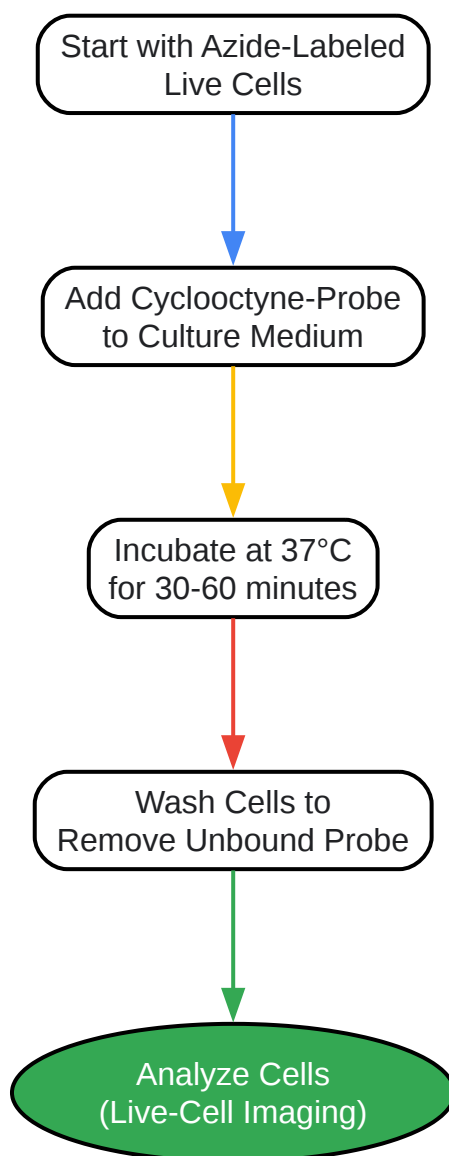 Start with Azide-Labeled
Live Cells
Add Cyclooctyne-Probe
to Culture Medium
Incubate at 37°C
for 30-60 minutes
Wash Cells to
Remove Unbound Probe
Analyze Cells
(Live-Cell Imaging)